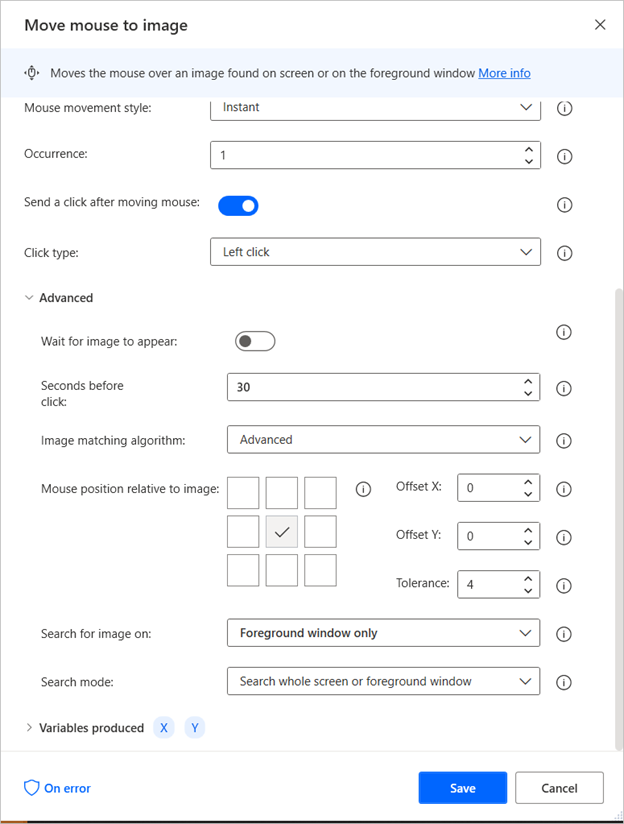 Move mouse to image
Moves the mouse over an image found on screen or on the foreground window More info
Mouse movement style: Instant
Occurrence: 1
Send a click after moving mouse:
Click type: Left click
Advanced
Wait for image to appear:
Seconds before
click: 30
Image matching algorithm: Advanced
Mouse position relative to image: Offset X: 0
Offset Y: 0
Tolerance: 4
Search for image on: Foreground window only
Search mode: Search whole screen or foreground window
Variables produced X Y
On error Save Cancel